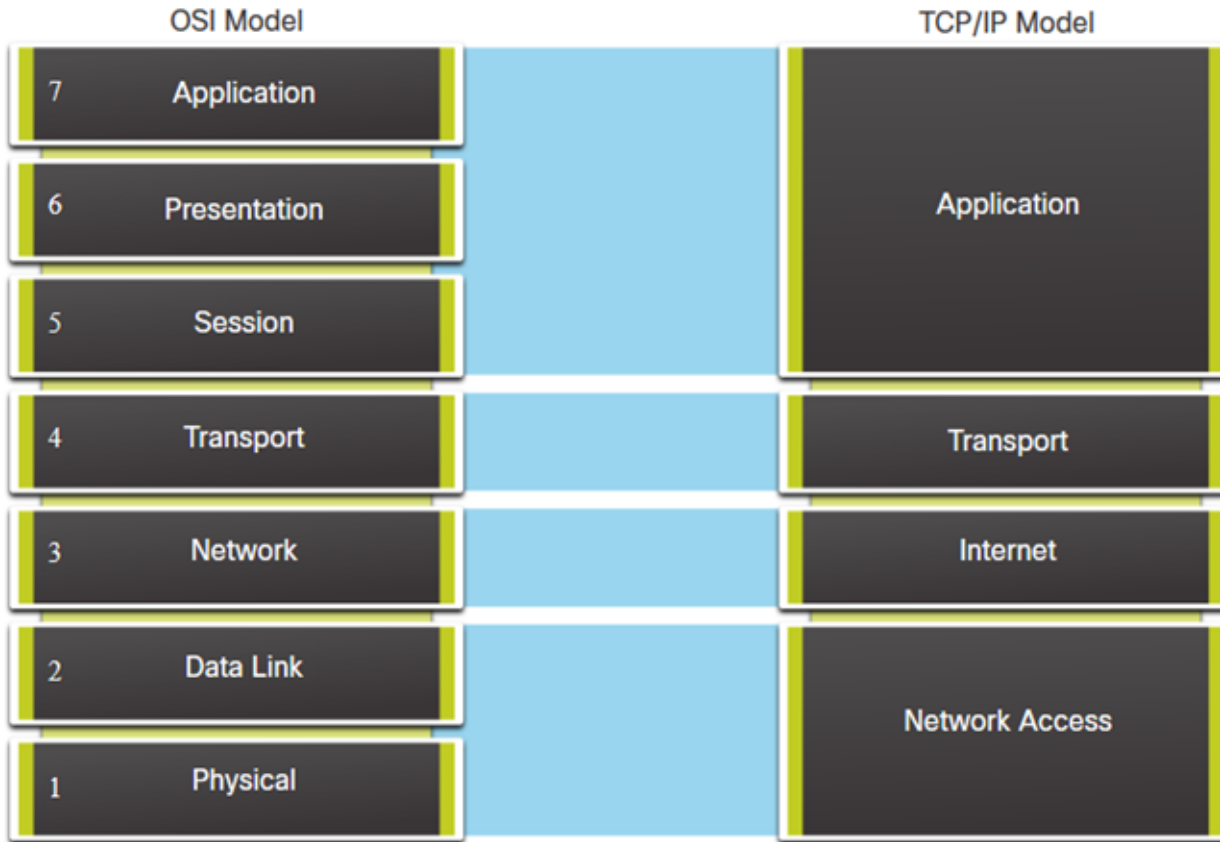 OSI Model
TCP/IP Model
7 Application
6 Presentation
5 Session
Application
4 Transport
Transport
3 Network
Internet
2 Data Link
1 Physical
Network Access